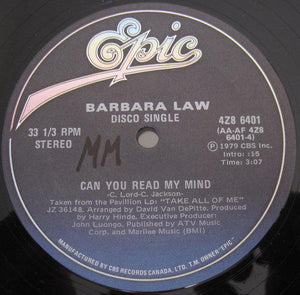 Epic
BARBARA LAW
DISCO SINGLE
33 1/3 RPM
STEREO
4Z8 6401
(AA-AF 4Z8
6401-4)
Ⓟ 1979 CBS Inc.
Intro: :15
Time: 3:07
MM
CAN YOU READ MY MIND
-C. Lord-C. Jackson-
Taken from the Pavillion Lp: "TAKE ALL OF ME"
JZ 36148, Arranged by David Van DePitte, Produced
by Harry Hinde, Executive Producer:
John Luongo, Published by ATV Music
Corp. and Marilee Music (BMI)
MANUFACTURED BY CBS RECORDS CANADA, LTD. T.M. OWNER "EPIC"